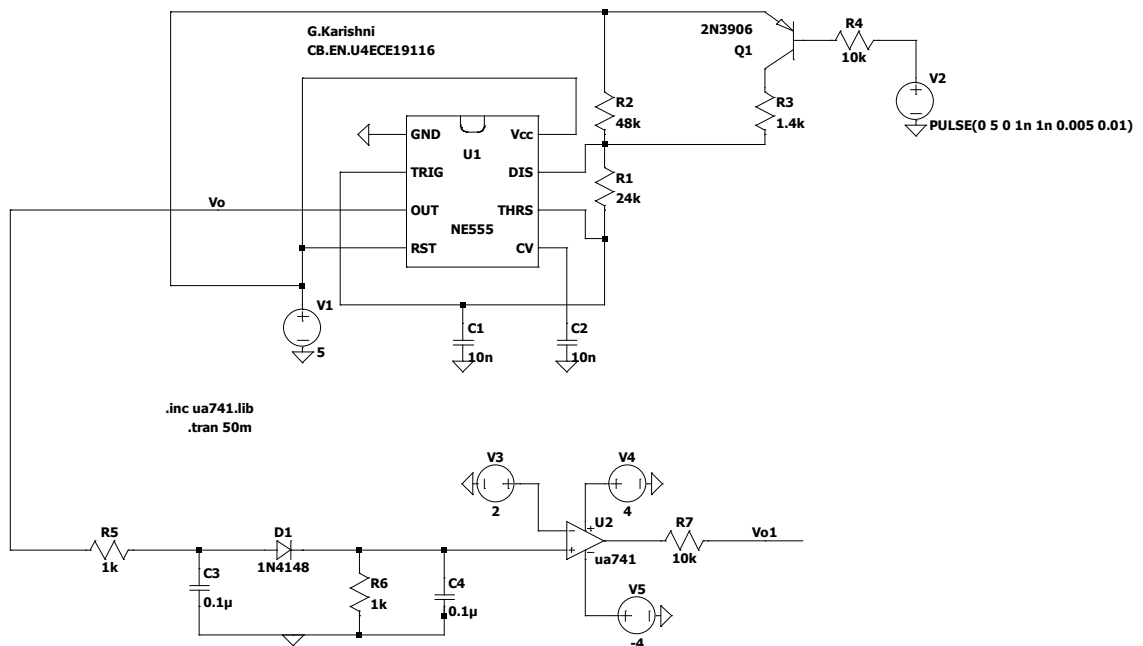 G.Karishni
CB.EN.U4ECE19116
2N3906
Q1
R4
10k
V2
PULSE(0 5 0 1n 1n 0.005 0.01)
R2
48k
R3
1.4k
GND
Vcc
U1
TRIG
DIS
R1
24k
Vo
OUT
THRS
NE555
RST
CV
V1
5
C1
10n
C2
10n
.inc ua741.lib
.tran 50m
V3
2
V4
4
U2
ua741
R7
10k
Vo1
R5
1k
D1
1N4148
C3
0.1µ
R6
1k
C4
0.1µ
V5
-4